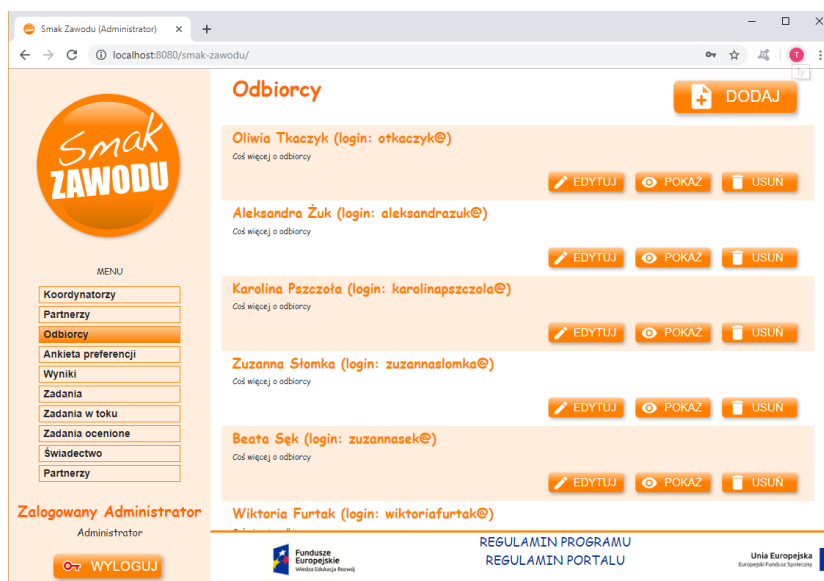 Smak Zawodu (Administrator)
localhost:8080/smak-zawodu/
T
Ty
Smak
ZAWODU
MENU
Koordynatorzy
Partnerzy
Odbiorcy
Ankieta preferencji
Wyniki
Zadania
Zadania w toku
Zadania ocenione
Świadectwo
Partnerzy
Zalogowany Administrator
Administrator
WYLOGUJ
Odbiorcy
DODAJ
Oliwia Tkaczyk (login: otkaczyk@)
Coś więcej o odbiorcy
EDYTUJ POKAŻ USUŃ
Aleksandra Żuk (login: aleksandrazuk@)
Coś więcej o odbiorcy
EDYTUJ POKAŻ USUŃ
Karolina Pszczoła (login: karolinapszczola@)
Coś więcej o odbiorcy
EDYTUJ POKAŻ USUŃ
Zuzanna Słomka (login: zuzannaslomka@)
Coś więcej o odbiorcy
EDYTUJ POKAŻ USUŃ
Beata Sęk (login: zuzannasek@)
Coś więcej o odbiorcy
EDYTUJ POKAŻ USUŃ
Wiktoria Furtak (login: wiktoriafurtak@)
Fundusze
Europejskie
Wiedza Edukacja Rozwój
REGULAMIN PROGRAMU
REGULAMIN PORTALU
Unia Europejska
Europejski Fundusz Społeczny